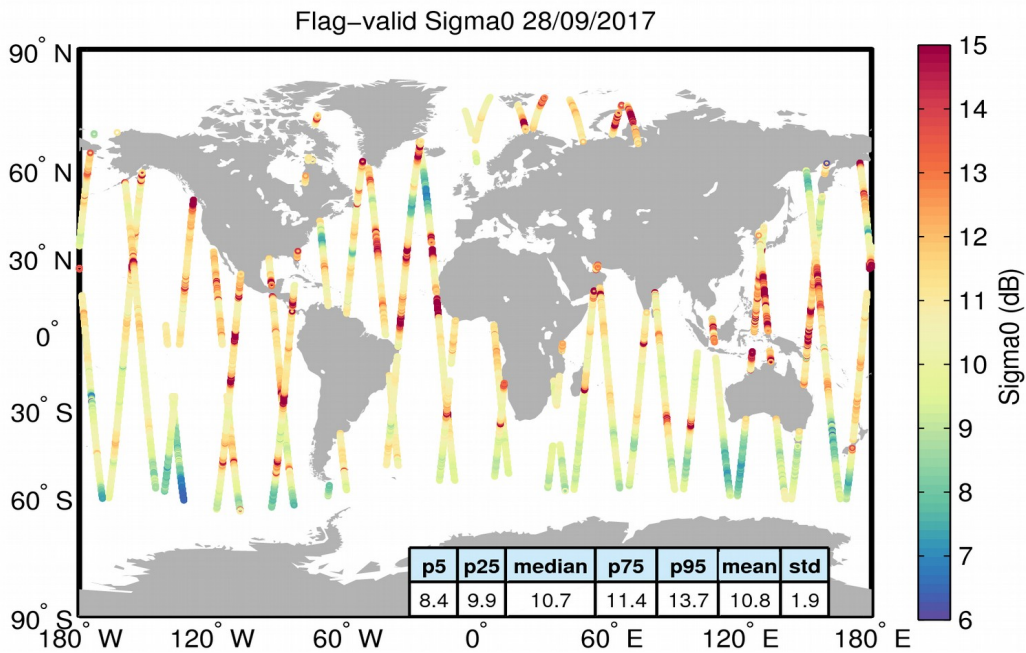 Flag-valid Sigma0 28/09/2017
90° N
60° N
30° N
0°
30° S
60° S
90° S
180° W
120° W
60° W
0°
60° E
120° E
180° E
p5 p25 median p75 p95 mean std
8.4 9.9 10.7 11.4 13.7 10.8 1.9
15
14
13
12
11
10
9
8
7
6
Sigma0 (dB)